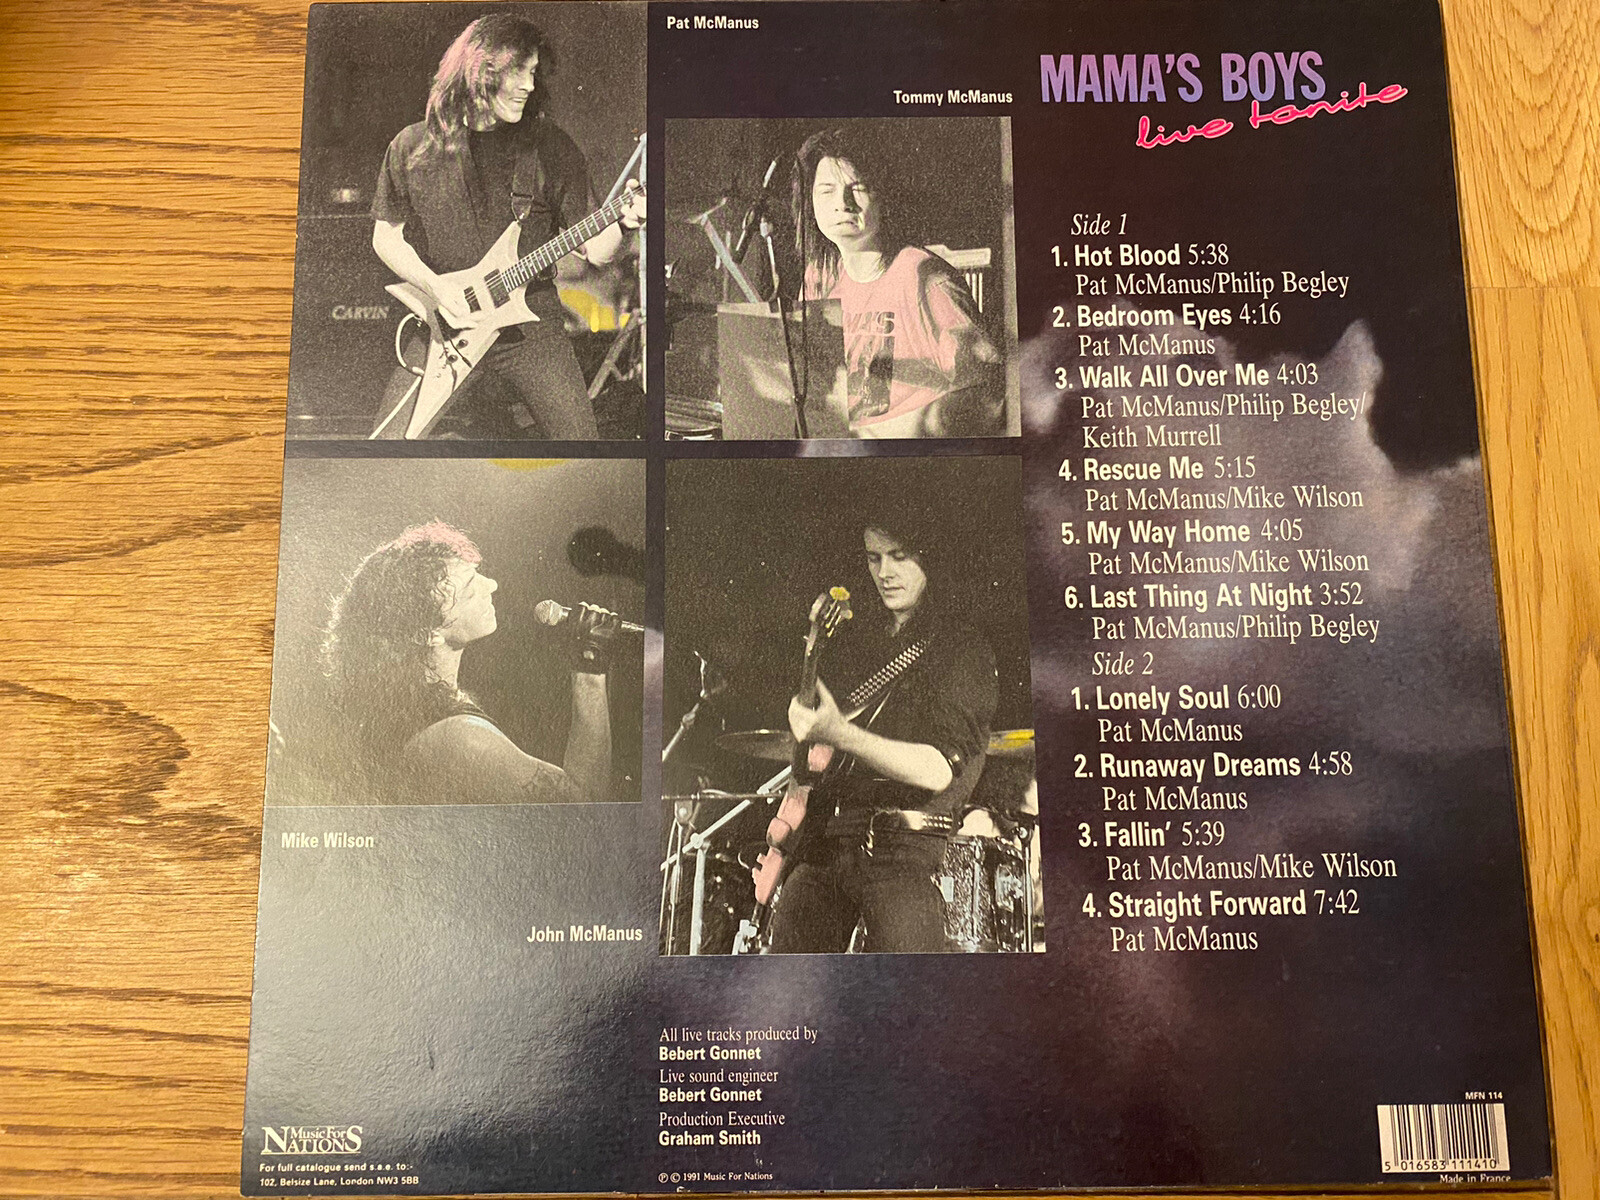 Pat McManus
Tommy McManus
MAMA'S BOYS
live tonite
CARVIN
Side 1
1. Hot Blood 5:38
Pat McManus/Philip Begley
2. Bedroom Eyes 4:16
Pat McManus
3. Walk All Over Me 4:03
Pat McManus/Philip Begley/
Keith Murrell
4. Rescue Me 5:15
Pat McManus/Mike Wilson
5. My Way Home 4:05
Pat McManus/Mike Wilson
6. Last Thing At Night 3:52
Pat McManus/Philip Begley
Side 2
1. Lonely Soul 6:00
Pat McManus
2. Runaway Dreams 4:58
Pat McManus
3. Fallin' 5:39
Pat McManus/Mike Wilson
4. Straight Forward 7:42
Pat McManus
Mike Wilson
John McManus
All live tracks produced by
Bebert Gonnet
Live sound engineer
Bebert Gonnet
Production Executive
Graham Smith
℗ © 1991 Music For Nations
Music For
NATIONS
For full catalogue send s.a.e. to:-
102, Belsize Lane, London NW3 5BB
MFN 114
5 016583 111410
Made in France